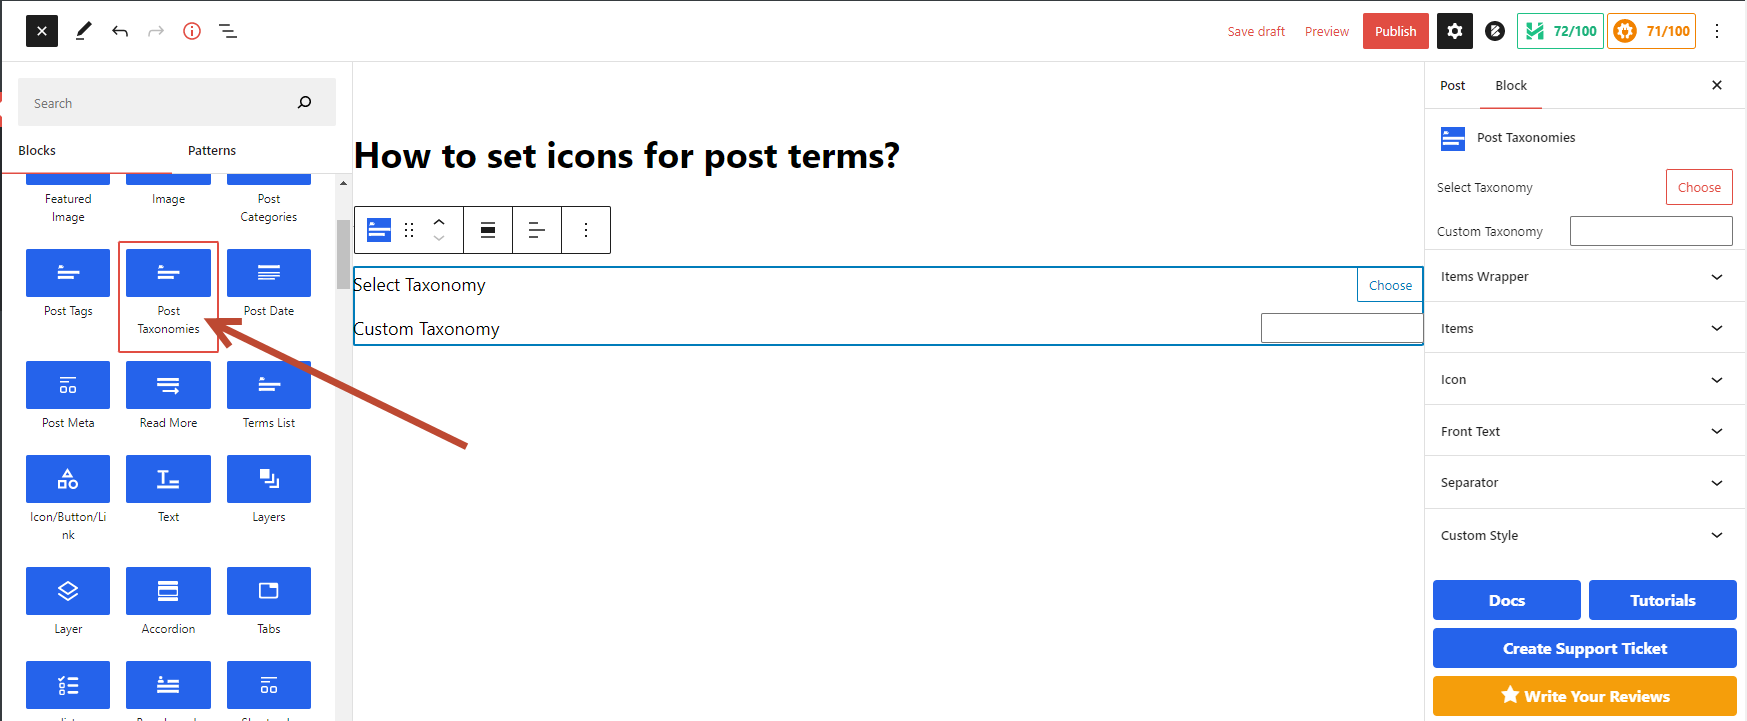 Save draft
Preview
Publish
72/100
71/100
Search
Blocks
Patterns
Featured
Image
Image
Post
Categories
Post Tags
Post
Taxonomies
Post Date
Post Meta
Read More
Terms List
Icon/Button/Li
nk
Text
Layers
Layer
Accordion
Tabs
How to set icons for post terms?
Select Taxonomy
Choose
Custom Taxonomy
Post
Block
Post Taxonomies
Select Taxonomy
Choose
Custom Taxonomy
Items Wrapper
Items
Icon
Front Text
Separator
Custom Style
Docs
Tutorials
Create Support Ticket
Write Your Reviews